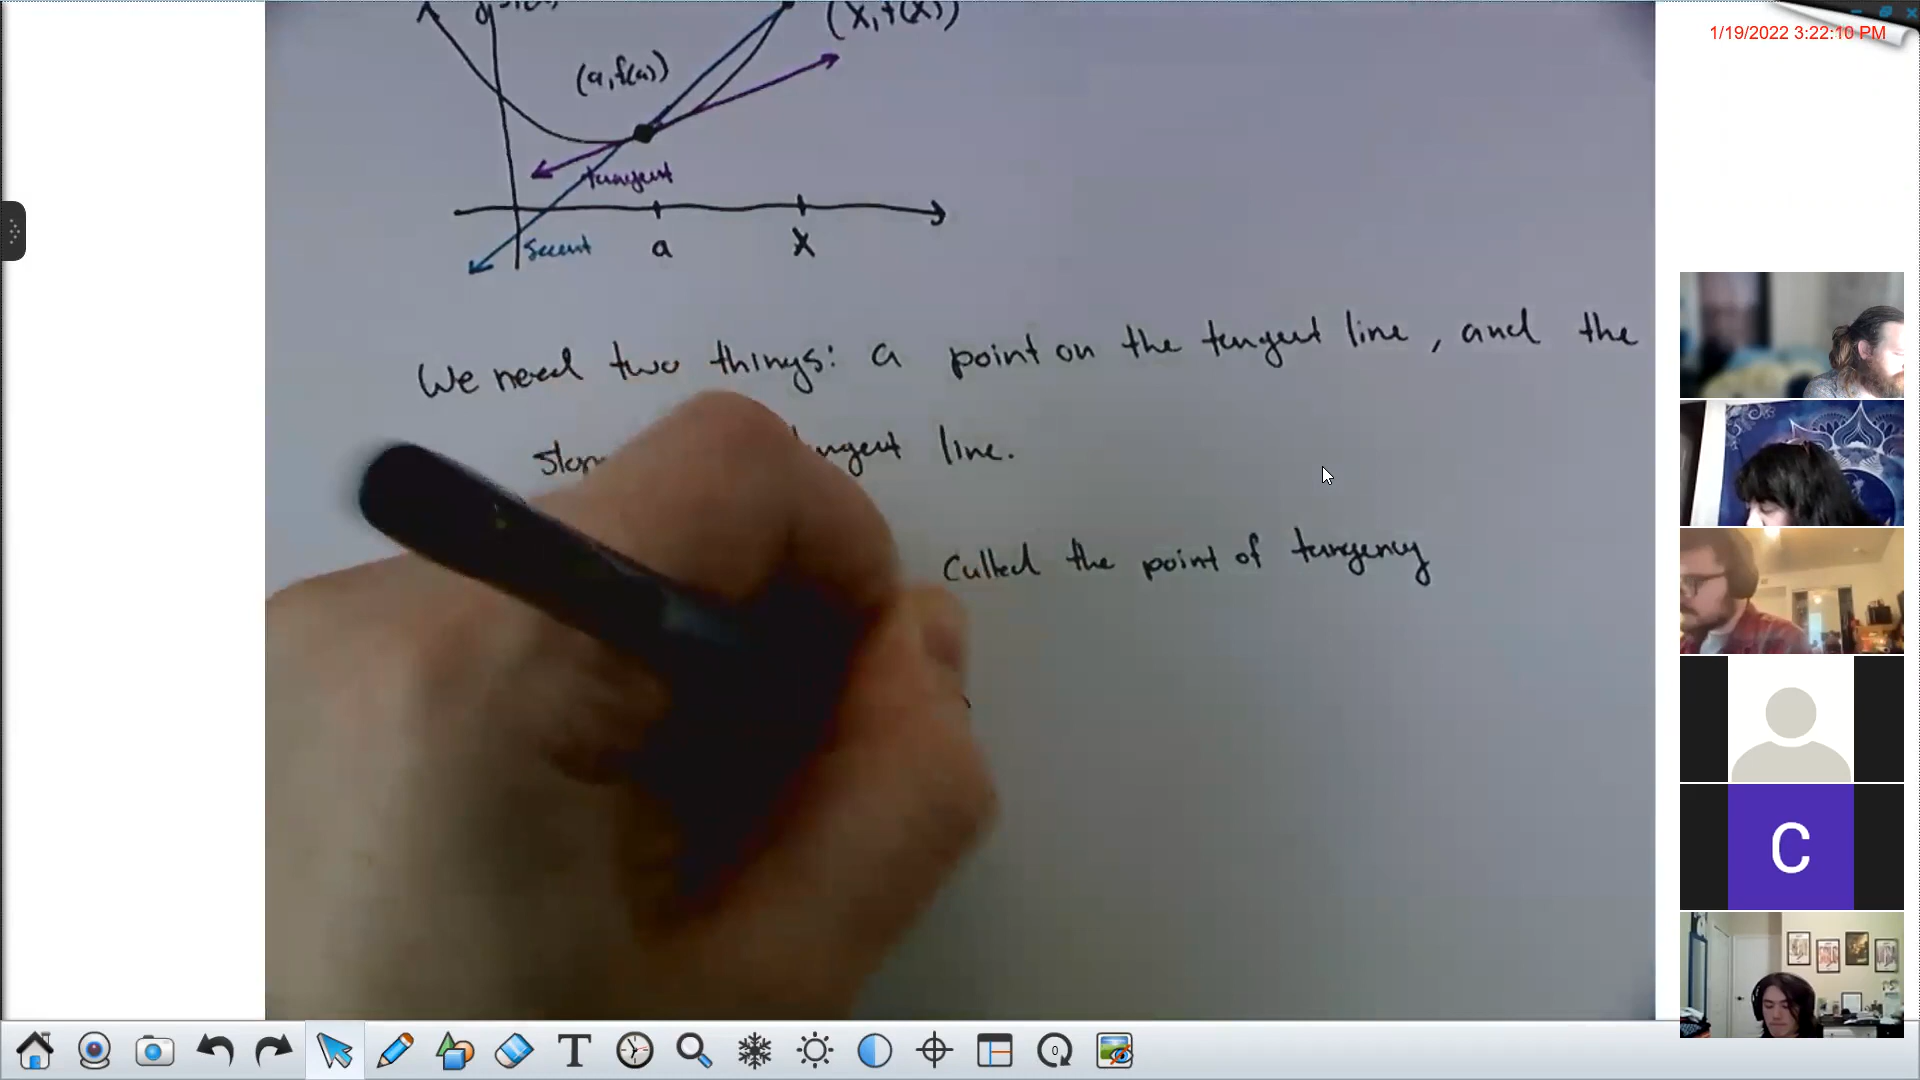 1/19/2022 3:22:10 PM
(x, f(x))
(a, f(a))
tangent
secant
a
x
We need two things: a point on the tangent line, and the
line.
Called the point of tangency
C
0